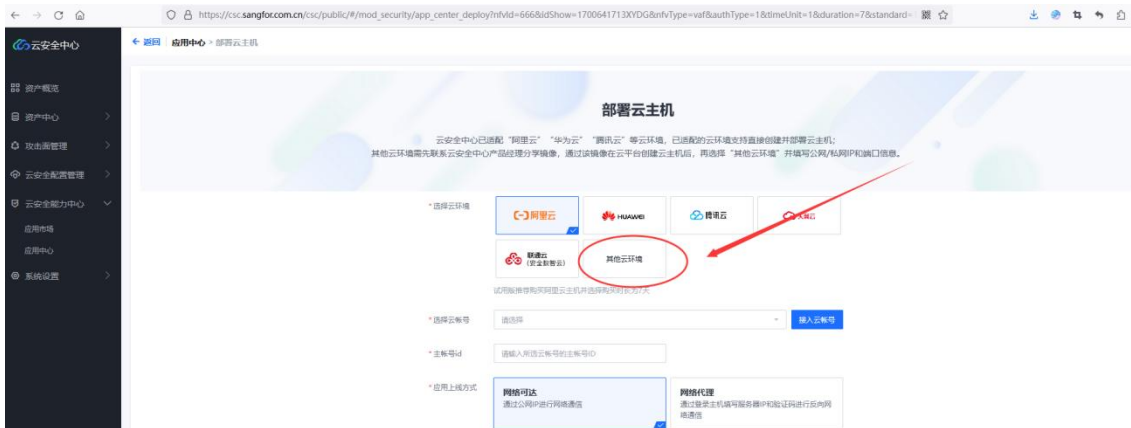 https://csc.sangfor.com.cn/csc/public/#/mod_security/app_center_deploy?nfvId=666&idShow=1700641713XYDG&nfvType=vaf&authType=1&timeUnit=1&duration=7&standard=
云安全中心
返回 应用中心 > 部署云主机
资产概览
资产中心
攻击面管理
云安全配置管理
云安全能力中心
应用市场
应用中心
系统设置
部署云主机
云安全中心已适配“阿里云” “华为云” “腾讯云”等云环境，已适配的云环境支持直接创建并部署云主机；
其他云环境需先联系云安全中心产品经理分享镜像，通过该镜像在云平台创建云主机后，再选择“其他云环境”并填写公网/私网IP和端口信息。
*选择云环境
阿里云 HUAWEI 腾讯云 天翼云
联通云
(安全数智云)
其他云环境
试用版推荐购买阿里云主机并选择购买时长为7天
*选择云帐号 请选择 接入云帐号
*主帐号id 请输入所选云帐号的主帐号ID
*应用上线方式
网络可达
通过公网IP进行网络通信
网络代理
通过登录主机填写服务器IP和验证码进行反向网
络通信